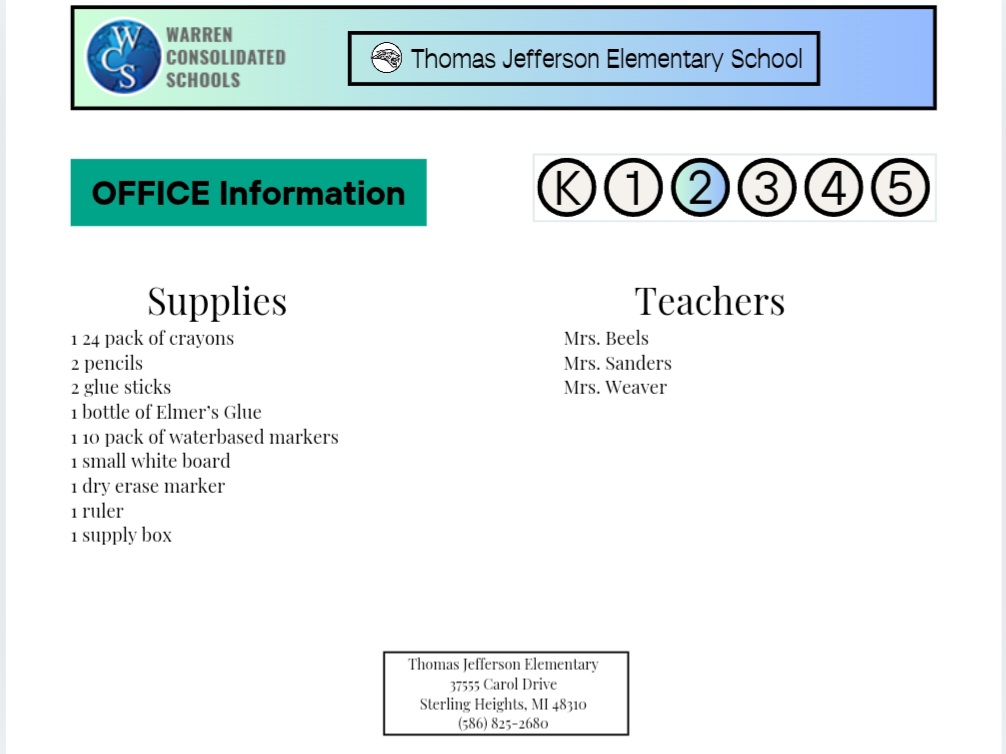 WCS
WARREN
CONSOLIDATED
SCHOOLS
Thomas Jefferson Elementary School
OFFICE Information
K 1 2 3 4 5
Supplies
1 24 pack of crayons
2 pencils
2 glue sticks
1 bottle of Elmer's Glue
1 10 pack of waterbased markers
1 small white board
1 dry erase marker
1 ruler
1 supply box
Teachers
Mrs. Beels
Mrs. Sanders
Mrs. Weaver
Thomas Jefferson Elementary
37555 Carol Drive
Sterling Heights, MI 48310
(586) 825-2680